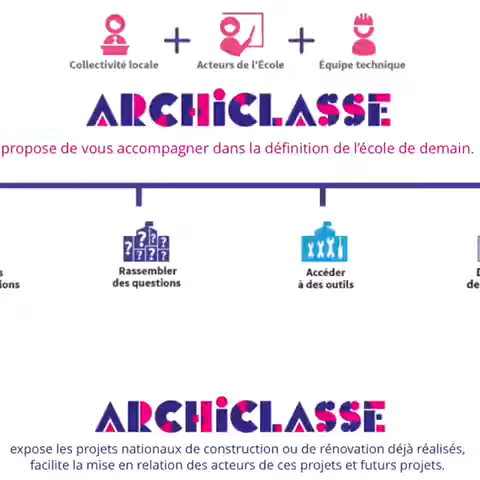 Collectivité locale + Acteurs de l'École + Équipe technique
ARCHiCLASSE
propose de vous accompagner dans la définition de l'école de demain.
Rassembler
des questions
Accéder
à des outils
ARCHiCLASSE
expose les projets nationaux de construction ou de rénovation déjà réalisés,
facilite la mise en relation des acteurs de ces projets et futurs projets.